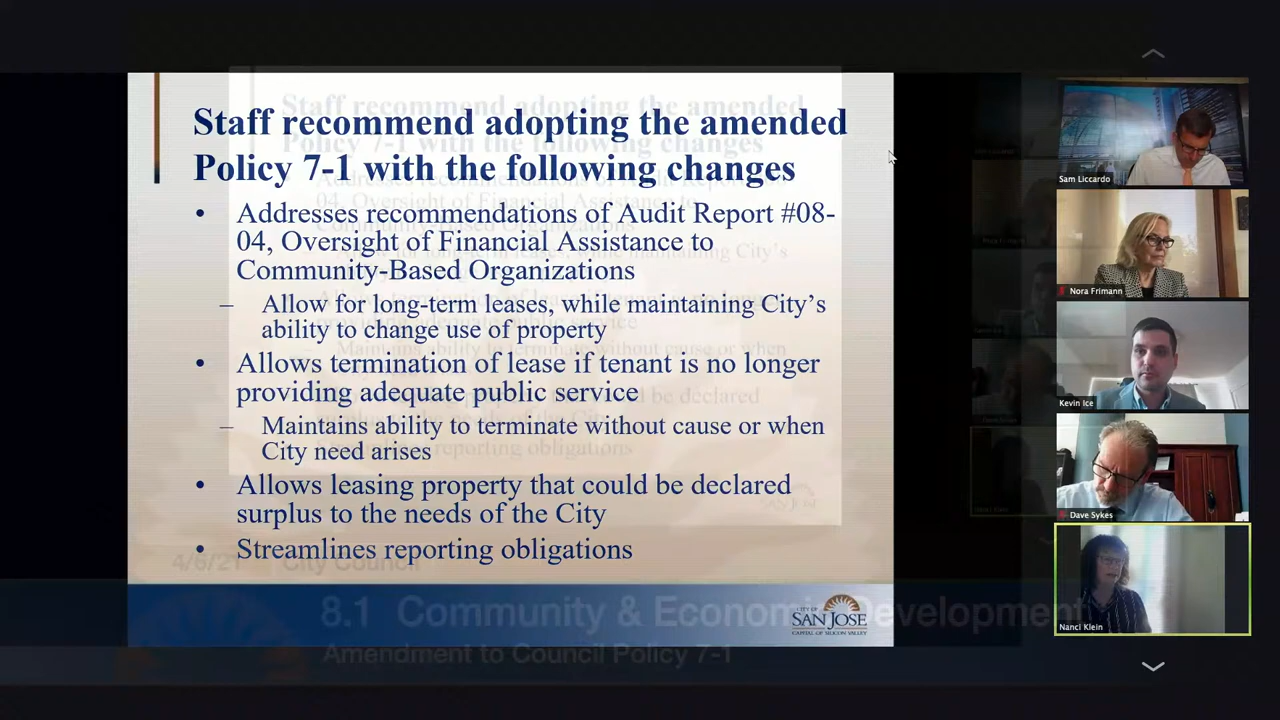 Staff recommend adopting the amended
Policy 7-1 with the following changes
• Addresses recommendations of Audit Report #08-
04, Oversight of Financial Assistance to
Community-Based Organizations
– Allow for long-term leases, while maintaining City's
ability to change use of property
• Allows termination of lease if tenant is no longer
providing adequate public service
– Maintains ability to terminate without cause or when
City need arises
• Allows leasing property that could be declared
surplus to the needs of the City
• Streamlines reporting obligations
4/6/21 City Council
8.1 Community & Economic Development
Amendment to Council Policy 7-1
CITY OF
SAN JOSE
CAPITAL OF SILICON VALLEY
Sam Liccardo
Nora Frimann
Kevin Ice
Dave Sykes
Nanci Klein